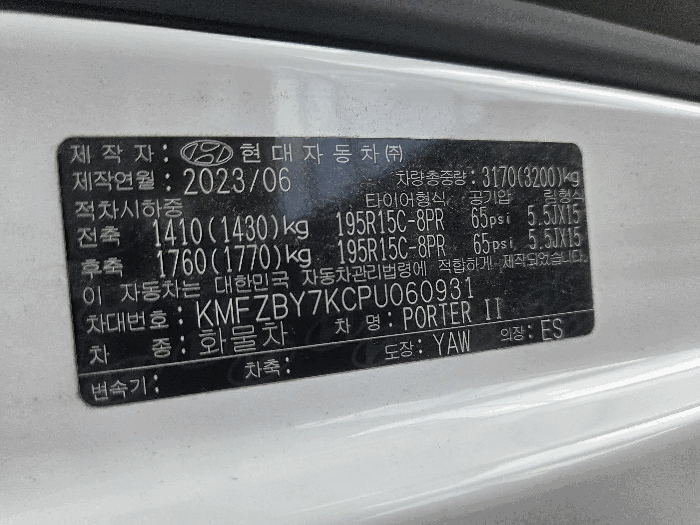 제 작 자 : 현대자동차㈜
제작연월 : 2023/06 차량총중량 : 3170(3200)kg
적차시하중 타이어형식, 공기압, 림형식
전축 1410(1430)kg 195R15C-8PR 65psi 5.5JX15
후축 1760(1770)kg 195R15C-8PR 65psi 5.5JX15
이 자동차는 대한민국 자동차관리법령에 적합하게 제작되었습니다.
차대번호 : KMFZBY7KCPU060931
차 종 : 화물차 차 명 : PORTER II
변속기 : 차축 : 도장 : YAW 의장 : ES